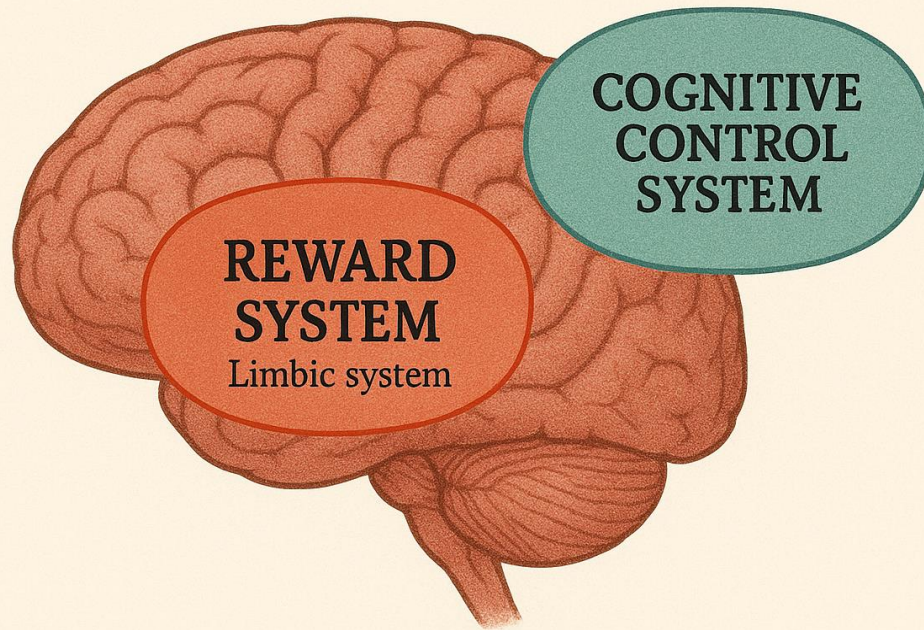 COGNITIVE
CONTROL
SYSTEM
REWARD
SYSTEM
Limbic system